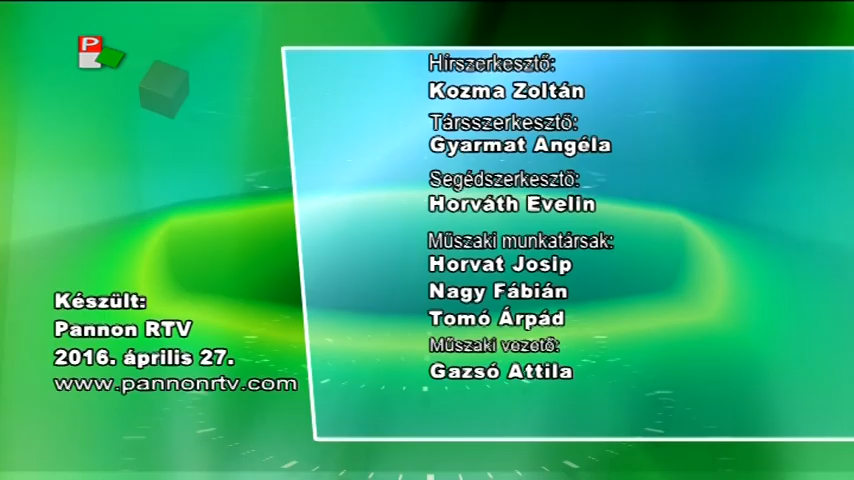 P
Hírszerkesztő:
Kozma Zoltán
Társszerkesztő:
Gyarmat Angéla
Segédszerkesztő:
Horváth Evelin
Műszaki munkatársak:
Horvat Josip
Nagy Fábián
Tomó Árpád
Műszaki vezető:
Gazsó Attila
Készült:
Pannon RTV
2016. április 27.
www.pannonrtv.com